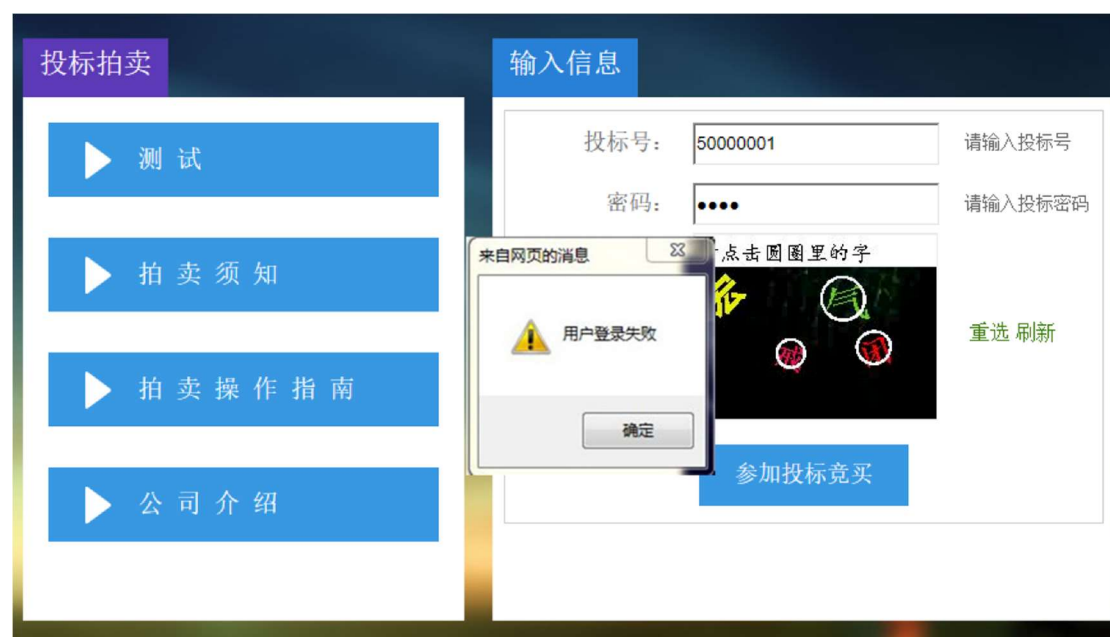 投标拍卖
测试
拍卖须知
拍卖操作指南
公司介绍
输入信息
投标号: 50000001 请输入投标号
密码: 请输入投标密码
点击圆圈里的字
气
闭
重选 刷新
参加投标竞买
来自网页的消息
用户登录失败
确定